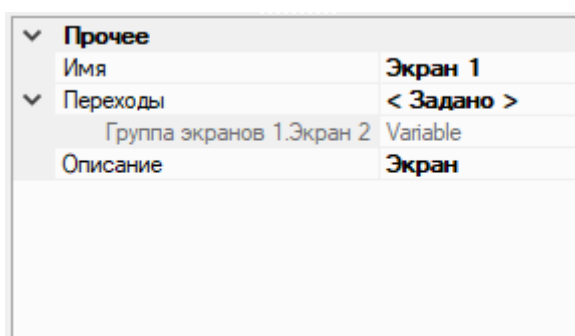 Прочее
Имя Экран 1
Переходы < Задано >
Группа экранов 1.Экран 2 Variable
Описание Экран